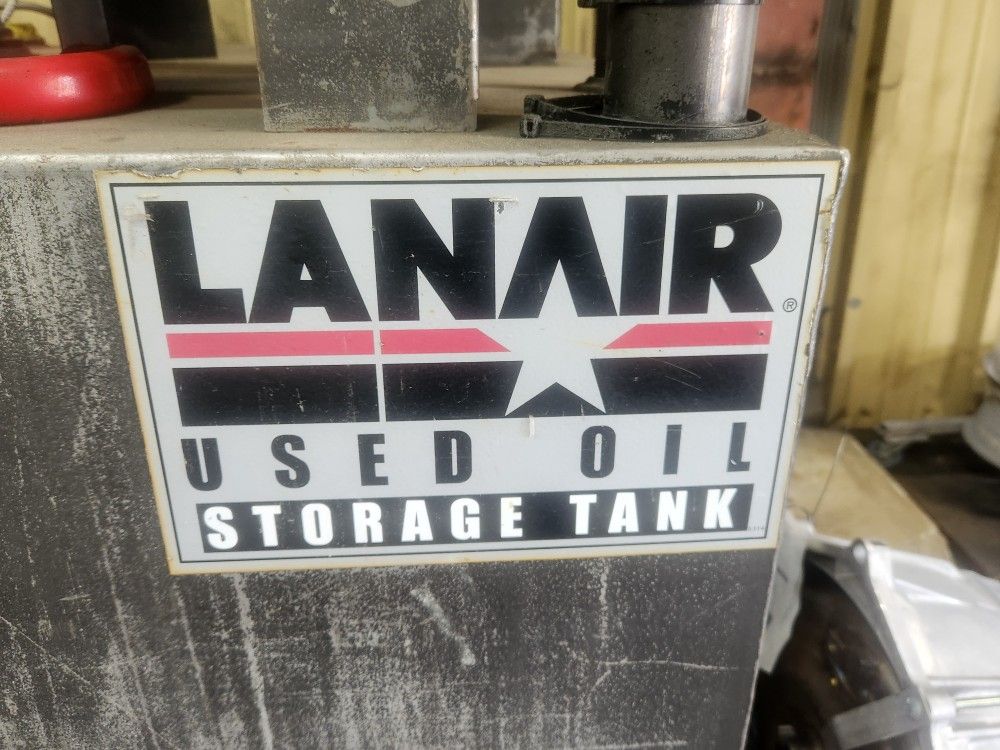 LANAIR®
USED OIL
STORAGE TANK